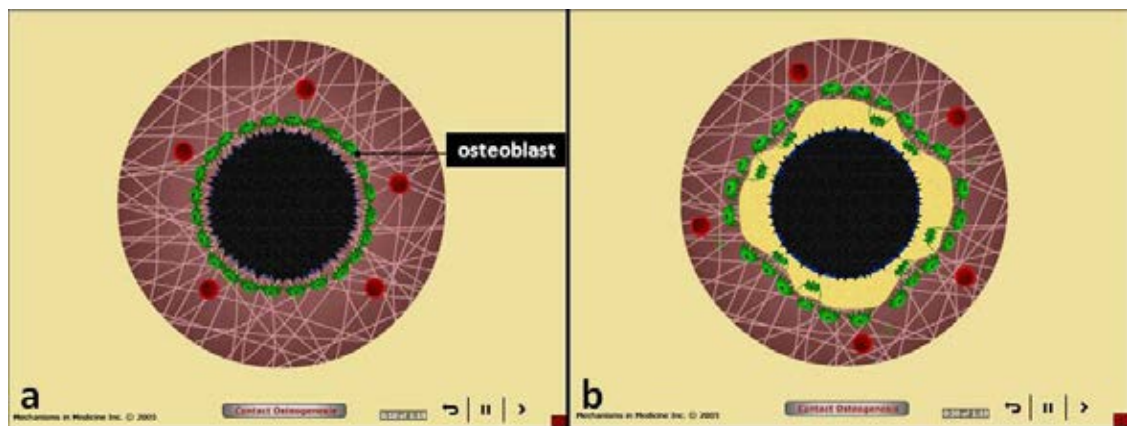 osteoblast
a
Mechanisms in Medicine Inc. © 2005
Contact Osteogenesis
b
Mechanisms in Medicine Inc. © 2005
Contact Osteogenesis